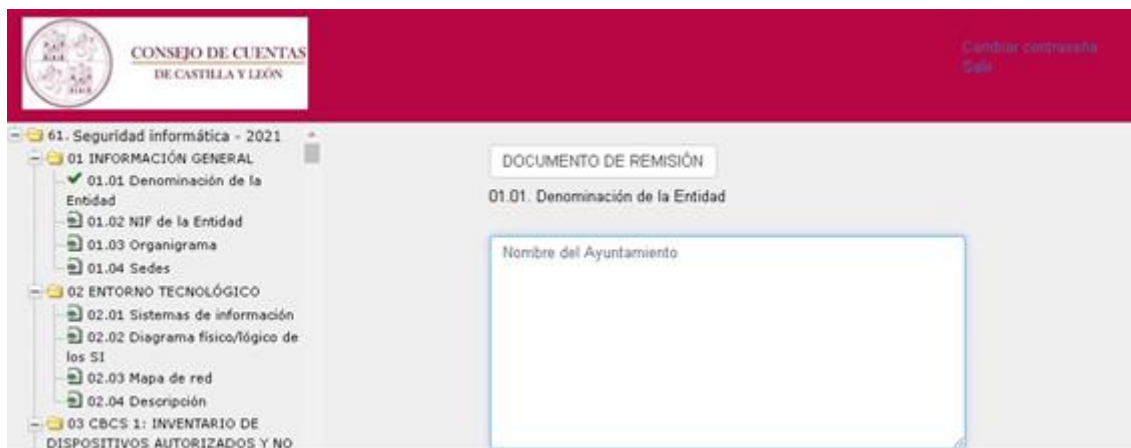 CONSEJO DE CUENTAS
DE CASTILLA Y LEÓN
Cambiar contraseña
Salir
61. Seguridad informática - 2021
01 INFORMACIÓN GENERAL
01.01 Denominación de la
Entidad
01.02 NIF de la Entidad
01.03 Organigrama
01.04 Sedes
02 ENTORNO TECNOLÓGICO
02.01 Sistemas de información
02.02 Diagrama físico/lógico de
los SI
02.03 Mapa de red
02.04 Descripción
03 CBCS 1: INVENTARIO DE
DISPOSITIVOS AUTORIZADOS Y NO
DOCUMENTO DE REMISIÓN
01.01. Denominación de la Entidad
Nombre del Ayuntamiento